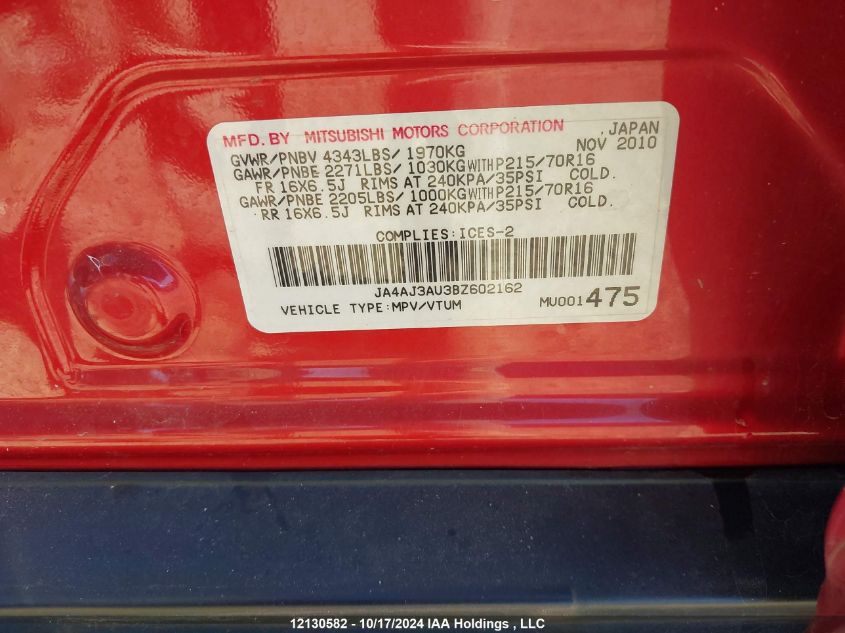 MFD. BY MITSUBISHI MOTORS CORPORATION JAPAN
GVWR/PNBV 4343LBS/ 1970KG NOV 2010
GAWR/PNBE 2271LBS/ 1030KG WITH P215/70R16
FR 16X6.5J RIMS AT 240KPA/35PSI COLD.
GAWR/PNBE 2205LBS/ 1000KG WITH P215/70R16
RR 16X6.5J RIMS AT 240KPA/35PSI COLD.
COMPLIES:ICES-2
JA4AJ3AU3BZ602162
VEHICLE TYPE:MPV/VTUM MU001475
12130582 - 10/17/2024 IAA Holdings , LLC